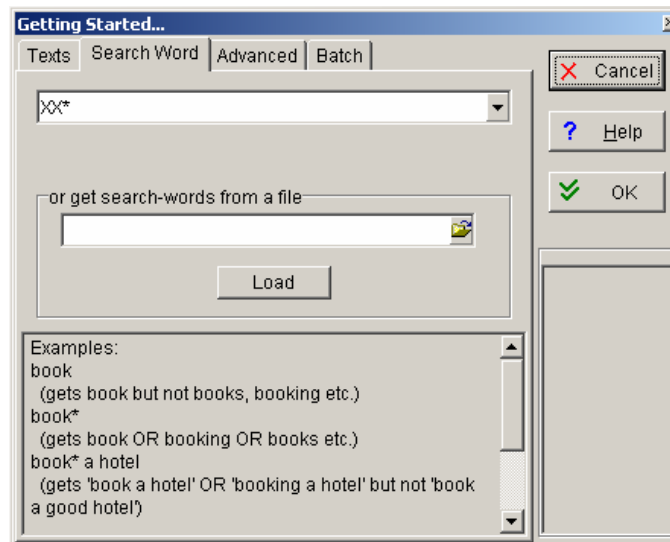 Getting Started...
Texts Search Word Advanced Batch
XX*
Cancel
? Help
OK
or get search-words from a file
Load
Examples:
book
(gets book but not books, booking etc.)
book*
(gets book OR booking OR books etc.)
book* a hotel
(gets 'book a hotel' OR 'booking a hotel' but not 'book
a good hotel')